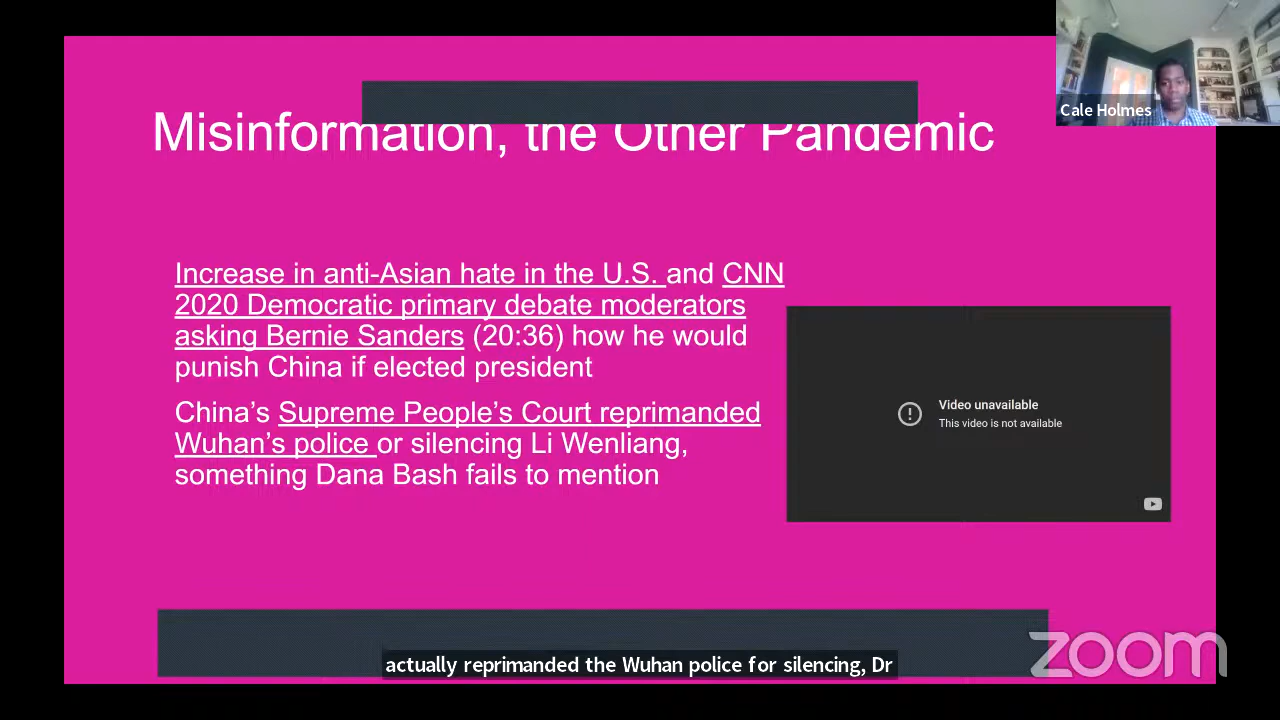 Cale Holmes
Misinformation, the Other Pandemic
Increase in anti-Asian hate in the U.S. and CNN
2020 Democratic primary debate moderators
asking Bernie Sanders (20:36) how he would
punish China if elected president
China's Supreme People's Court reprimanded
Wuhan's police or silencing Li Wenliang,
something Dana Bash fails to mention
Video unavailable
This video is not available
zoom
actually reprimanded the Wuhan police for silencing, Dr